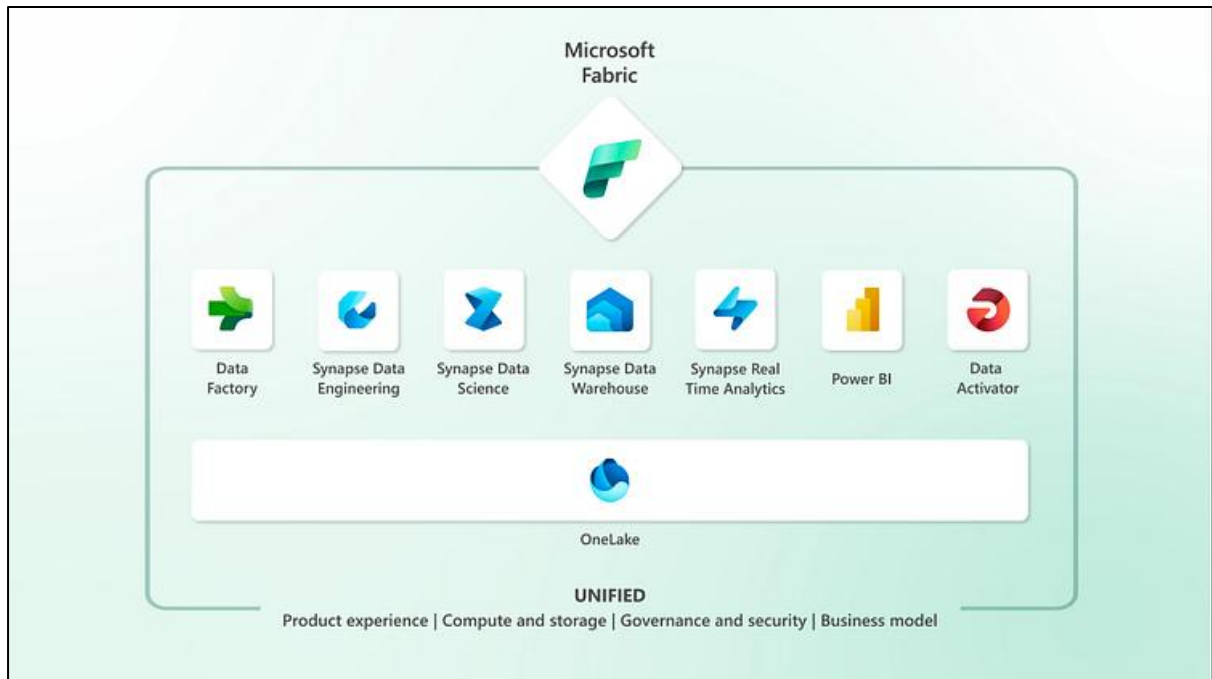 Microsoft
Fabric
Data
Factory
Synapse Data
Engineering
Synapse Data
Science
Synapse Data
Warehouse
Synapse Real
Time Analytics
Power BI
Data
Activator
OneLake
UNIFIED
Product experience | Compute and storage | Governance and security | Business model